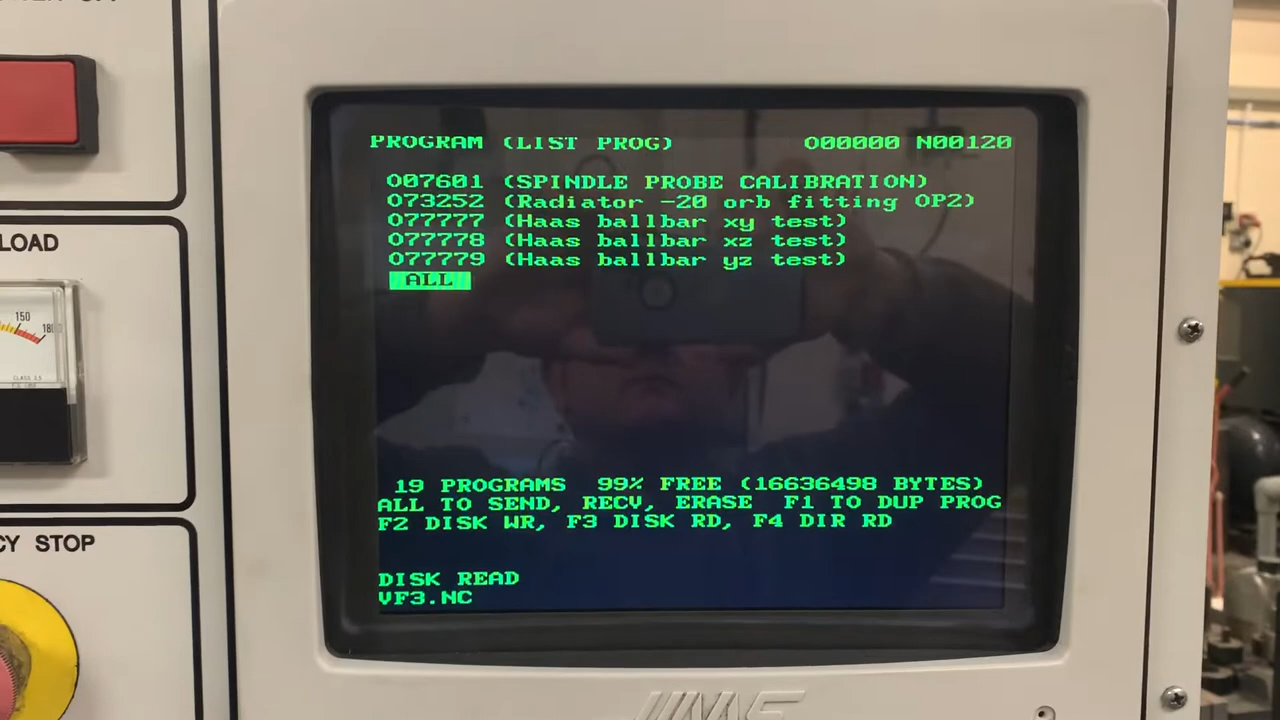 PROGRAM (LIST PROG) O00000 N00120
O07601 (SPINDLE PROBE CALIBRATION)
O73252 (Radiator -20 orb fitting OP2)
O77777 (Haas ballbar xy test)
O77778 (Haas ballbar xz test)
O77779 (Haas ballbar yz test)
ALL
19 PROGRAMS 99% FREE (16636498 BYTES)
ALL TO SEND, RECV, ERASE F1 TO DUP PROG
F2 DISK WR, F3 DISK RD, F4 DIR RD
DISK READ
VF3.NC
LOAD
150
CY STOP
HAAS